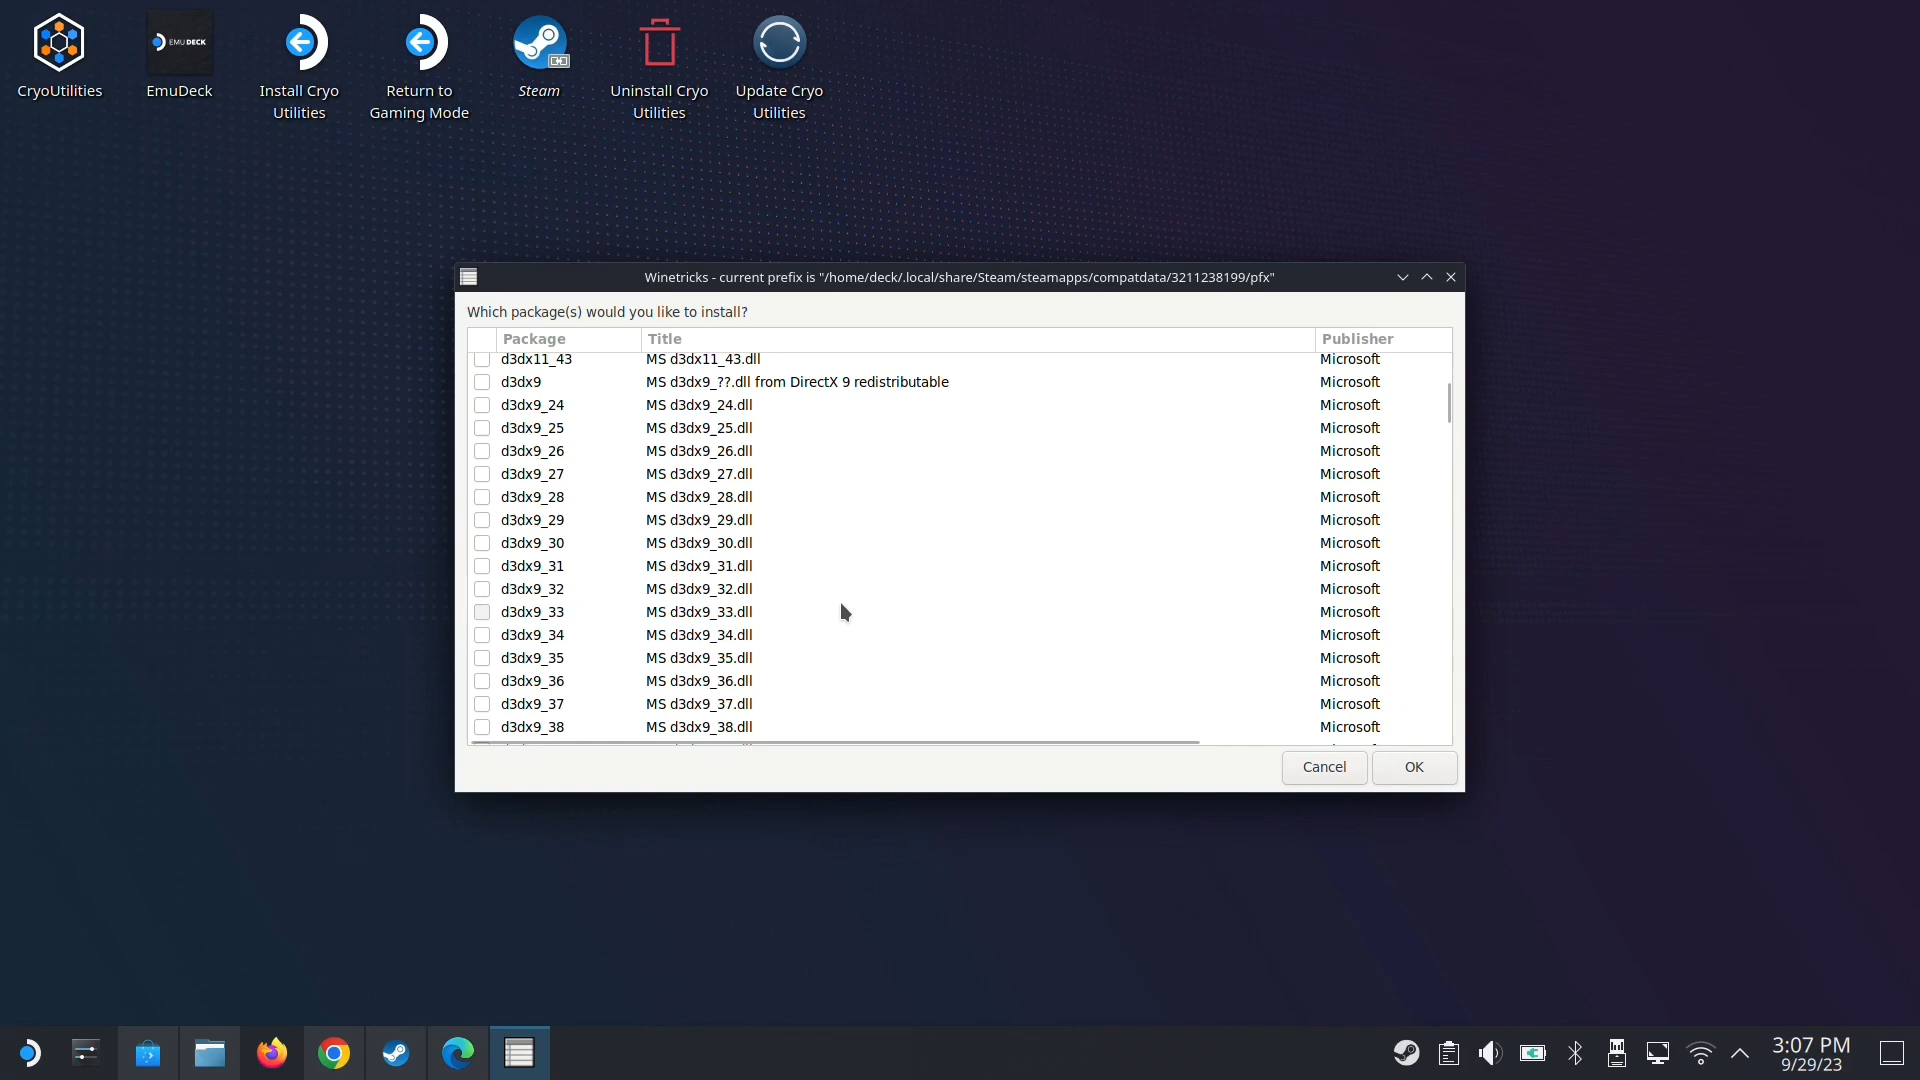 CryoUtilities
EMUDECK
EmuDeck
Install Cryo
Utilities
Return to
Gaming Mode
Steam
Uninstall Cryo
Utilities
Update Cryo
Utilities
Winetricks - current prefix is "/home/deck/.local/share/Steam/steamapps/compatdata/3211238199/pfx"
Which package(s) would you like to install?
Package Title Publisher
d3dx11_43 MS d3dx11_43.dll Microsoft
d3dx9 MS d3dx9_??.dll from DirectX 9 redistributable Microsoft
d3dx9_24 MS d3dx9_24.dll Microsoft
d3dx9_25 MS d3dx9_25.dll Microsoft
d3dx9_26 MS d3dx9_26.dll Microsoft
d3dx9_27 MS d3dx9_27.dll Microsoft
d3dx9_28 MS d3dx9_28.dll Microsoft
d3dx9_29 MS d3dx9_29.dll Microsoft
d3dx9_30 MS d3dx9_30.dll Microsoft
d3dx9_31 MS d3dx9_31.dll Microsoft
d3dx9_32 MS d3dx9_32.dll Microsoft
d3dx9_33 MS d3dx9_33.dll Microsoft
d3dx9_34 MS d3dx9_34.dll Microsoft
d3dx9_35 MS d3dx9_35.dll Microsoft
d3dx9_36 MS d3dx9_36.dll Microsoft
d3dx9_37 MS d3dx9_37.dll Microsoft
d3dx9_38 MS d3dx9_38.dll Microsoft
Cancel OK
3:07 PM
9/29/23